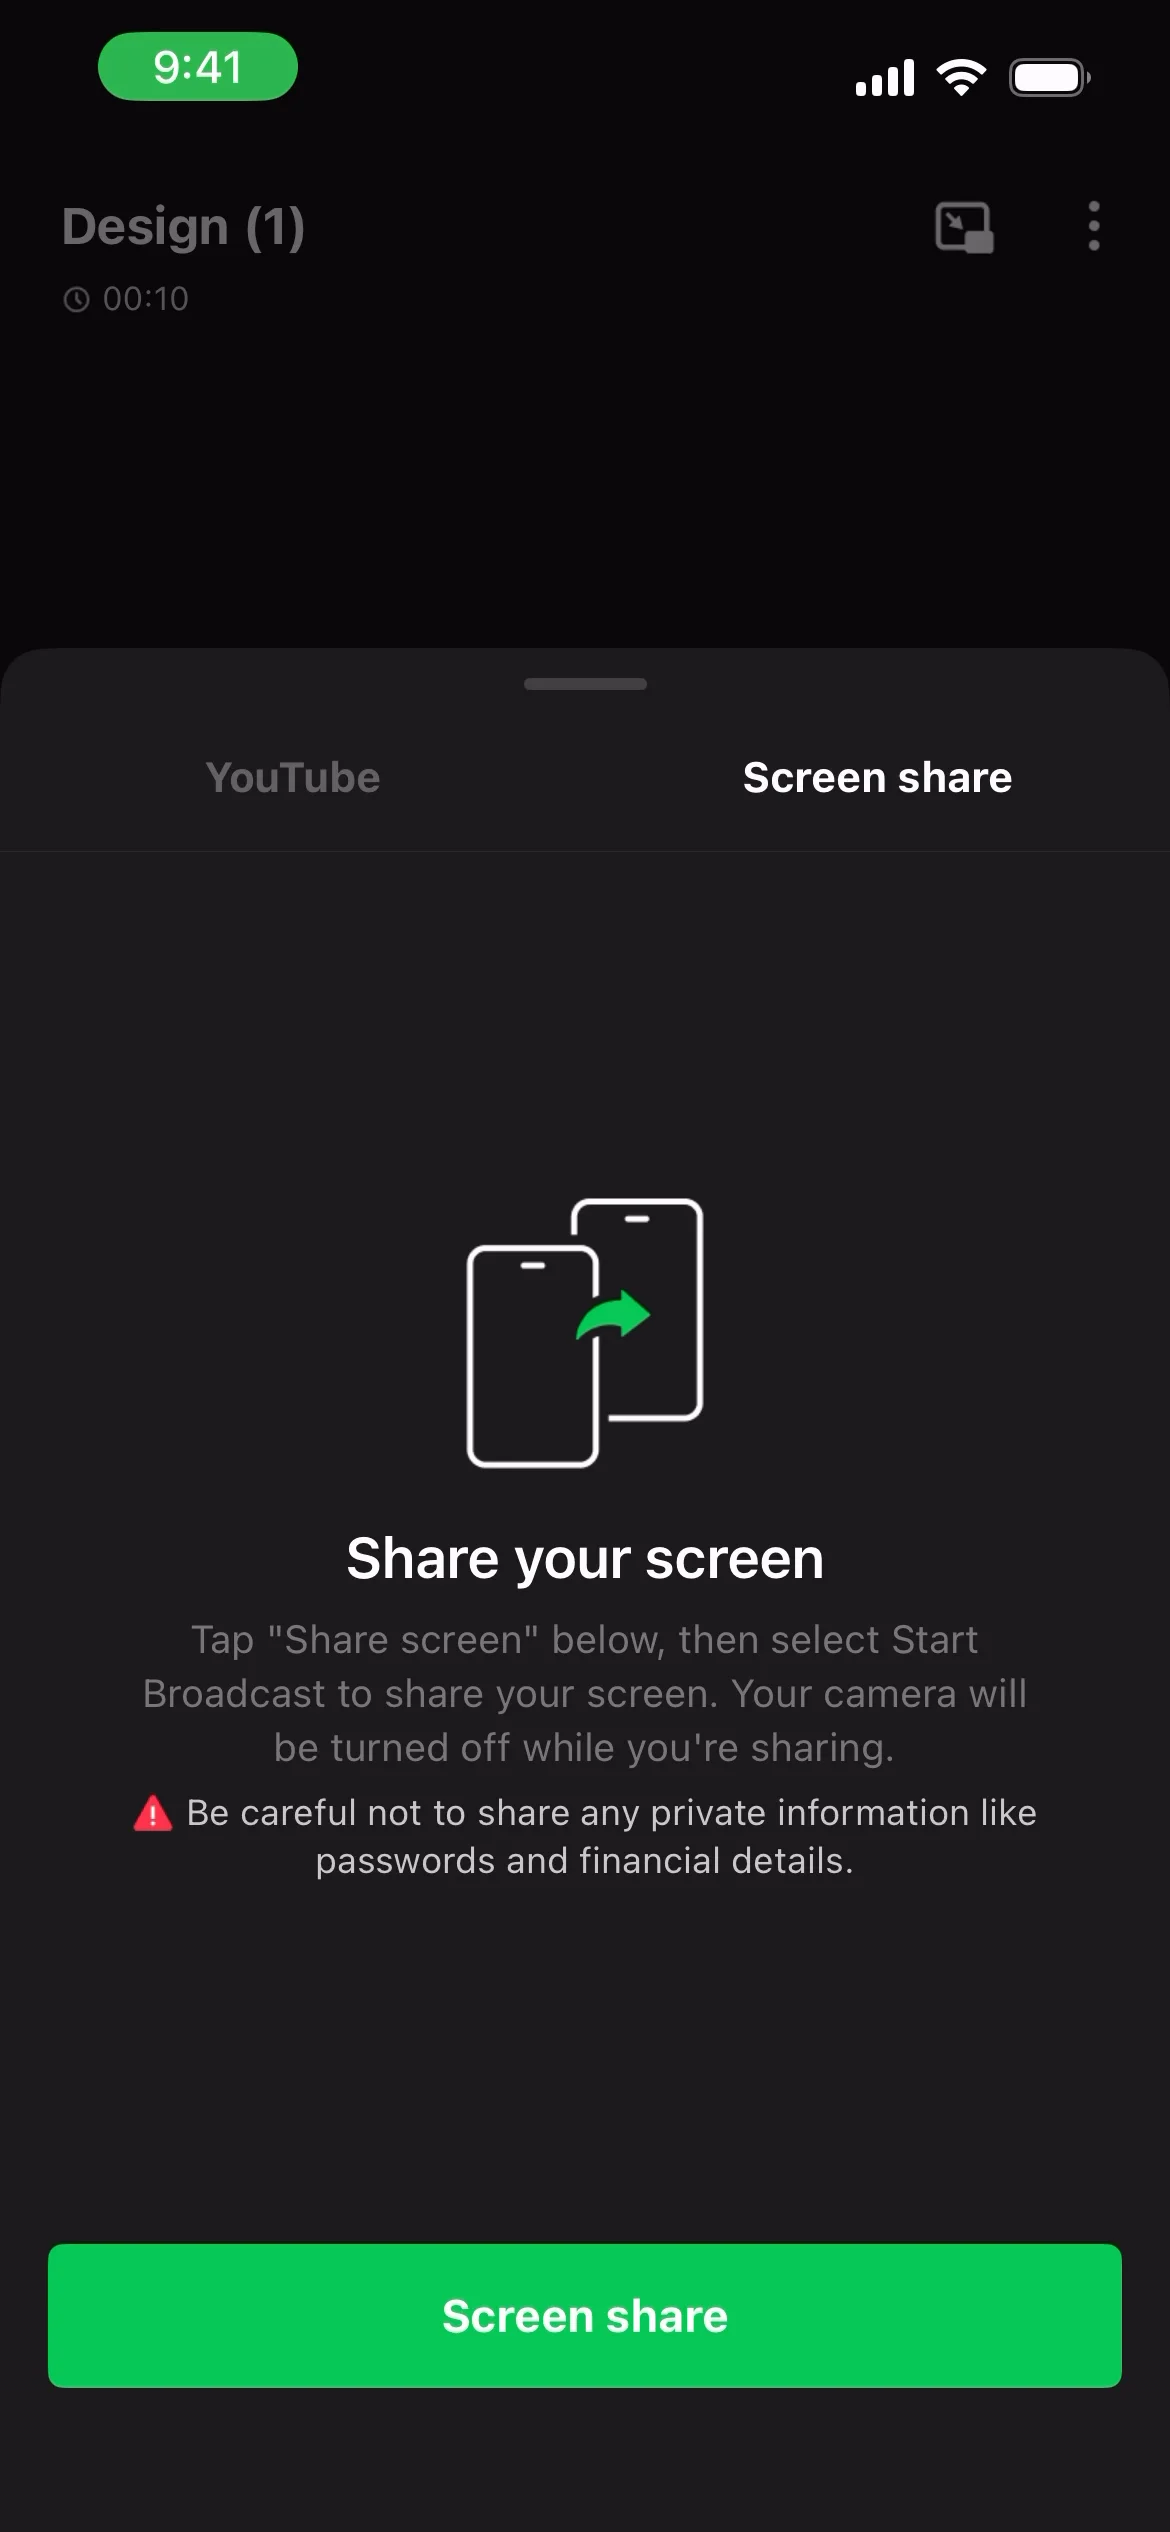 9:41
Design (1)
00:10
YouTube
Screen share
Share your screen
Tap "Share screen" below, then select Start
Broadcast to share your screen. Your camera will
be turned off while you're sharing.
Be careful not to share any private information like
passwords and financial details.
Screen share